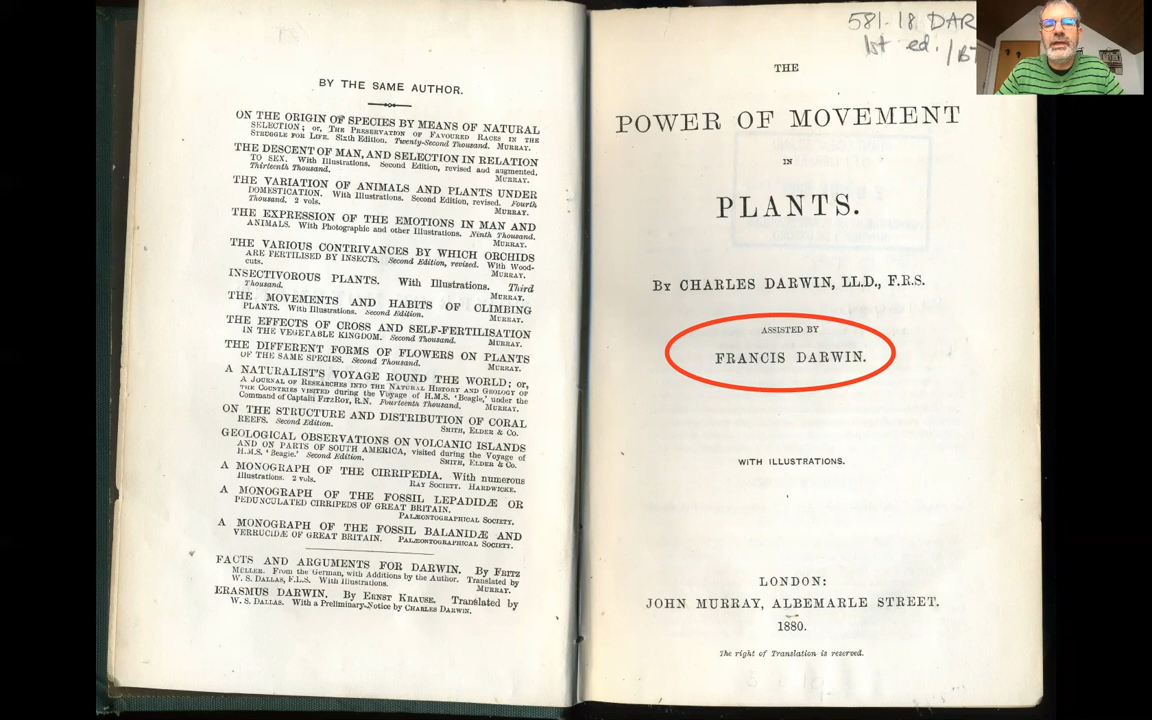 BY THE SAME AUTHOR.
ON THE ORIGIN OF SPECIES BY MEANS OF NATURAL
SELECTION; or, THE PRESERVATION OF FAVOURED RACES IN THE
STRUGGLE FOR LIFE. Sixth Edition. Twenty-Second Thousand. MURRAY.
THE DESCENT OF MAN, AND SELECTION IN RELATION
TO SEX. With Illustrations. Second Edition, revised and augmented.
Thirteenth Thousand. MURRAY.
THE VARIATION OF ANIMALS AND PLANTS UNDER
DOMESTICATION. With Illustrations. Second Edition, revised. Fourth
Thousand. 2 vols. MURRAY.
THE EXPRESSION OF THE EMOTIONS IN MAN AND
ANIMALS. With Photographic and other Illustrations. Ninth Thousand.
MURRAY.
THE VARIOUS CONTRIVANCES BY WHICH ORCHIDS
ARE FERTILISED BY INSECTS. Second Edition, revised. With Wood-
cuts. MURRAY.
INSECTIVOROUS PLANTS. With Illustrations. Third
Thousand. MURRAY.
THE MOVEMENTS AND HABITS OF CLIMBING
PLANTS. With Illustrations. Second Edition. MURRAY.
THE EFFECTS OF CROSS AND SELF-FERTILISATION
IN THE VEGETABLE KINGDOM. Second Thousand. MURRAY.
THE DIFFERENT FORMS OF FLOWERS ON PLANTS
OF THE SAME SPECIES. Second Thousand. MURRAY.
A NATURALIST'S VOYAGE ROUND THE WORLD; or,
A JOURNAL OF RESEARCHES INTO THE NATURAL HISTORY AND GEOLOGY OF
THE COUNTRIES VISITED during the Voyage of H.M.S. 'Beagle,' under the
Command of Captain FITZROY, R.N. Fourteenth Thousand. MURRAY.
ON THE STRUCTURE AND DISTRIBUTION OF CORAL
REEFS. Second Edition. SMITH, ELDER & CO.
GEOLOGICAL OBSERVATIONS ON VOLCANIC ISLANDS
AND ON PARTS OF SOUTH AMERICA, visited during the Voyage of
H.M.S. 'Beagle.' Second Edition. SMITH, ELDER & CO.
A MONOGRAPH OF THE CIRRIPEDIA. With numerous
Illustrations. 2 vols. RAY SOCIETY. HARDWICKE.
A MONOGRAPH OF THE FOSSIL LEPADIDÆ OR
PEDUNCULATED CIRRIPEDS OF GREAT BRITAIN.
PALÆONTOGRAPHICAL SOCIETY.
A MONOGRAPH OF THE FOSSIL BALANIDÆ AND
VERRUCIDÆ OF GREAT BRITAIN. PALÆONTOGRAPHICAL SOCIETY.
FACTS AND ARGUMENTS FOR DARWIN. By FRITZ
MÜLLER. From the German, with Additions by the Author. Translated by
W. S. DALLAS, F.L.S. With Illustrations. MURRAY.
ERASMUS DARWIN. By ERNST KRAUSE. Translated by
W. S. DALLAS. With a Preliminary Notice by CHARLES DARWIN.
581.18 DAR
1st ed.
THE
POWER OF MOVEMENT
IN
PLANTS.
BY CHARLES DARWIN, LL.D., F.R.S.
ASSISTED BY
FRANCIS DARWIN.
WITH ILLUSTRATIONS.
LONDON:
JOHN MURRAY, ALBEMARLE STREET.
1880.
The right of Translation is reserved.